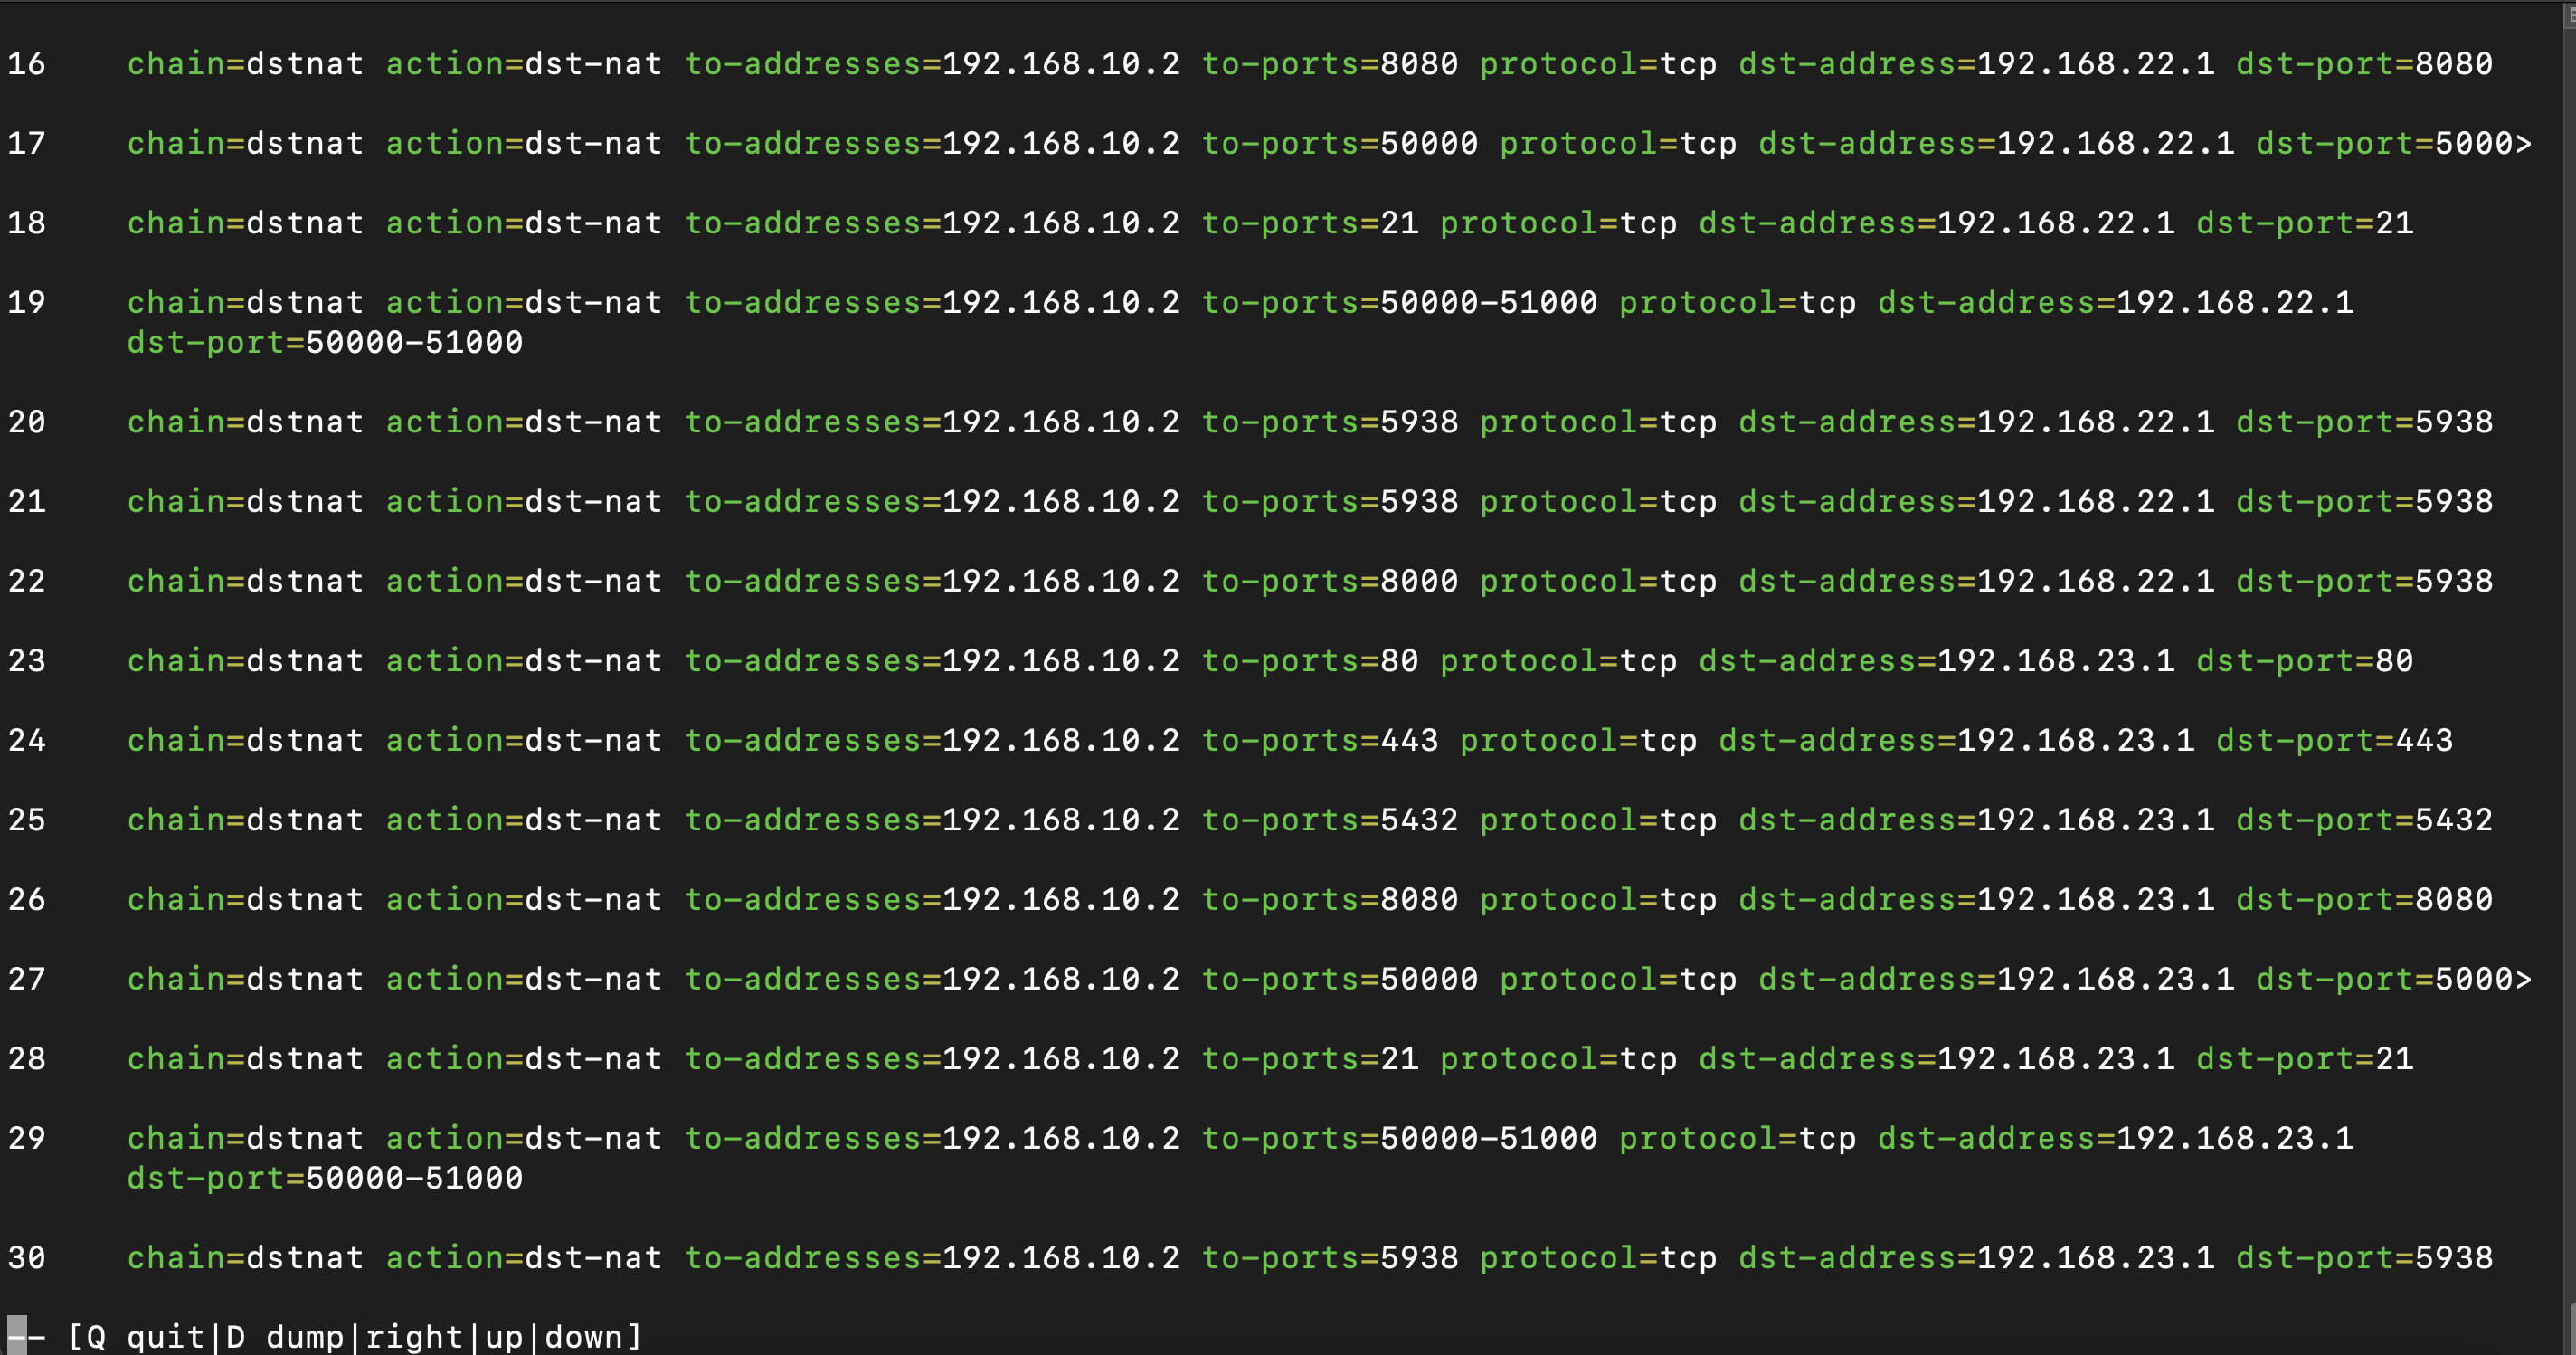 16 chain=dstnat action=dst-nat to-addresses=192.168.10.2 to-ports=8080 protocol=tcp dst-address=192.168.22.1 dst-port=8080
17 chain=dstnat action=dst-nat to-addresses=192.168.10.2 to-ports=50000 protocol=tcp dst-address=192.168.22.1 dst-port=5000>
18 chain=dstnat action=dst-nat to-addresses=192.168.10.2 to-ports=21 protocol=tcp dst-address=192.168.22.1 dst-port=21
19 chain=dstnat action=dst-nat to-addresses=192.168.10.2 to-ports=50000-51000 protocol=tcp dst-address=192.168.22.1
dst-port=50000-51000
20 chain=dstnat action=dst-nat to-addresses=192.168.10.2 to-ports=5938 protocol=tcp dst-address=192.168.22.1 dst-port=5938
21 chain=dstnat action=dst-nat to-addresses=192.168.10.2 to-ports=5938 protocol=tcp dst-address=192.168.22.1 dst-port=5938
22 chain=dstnat action=dst-nat to-addresses=192.168.10.2 to-ports=8000 protocol=tcp dst-address=192.168.22.1 dst-port=5938
23 chain=dstnat action=dst-nat to-addresses=192.168.10.2 to-ports=80 protocol=tcp dst-address=192.168.23.1 dst-port=80
24 chain=dstnat action=dst-nat to-addresses=192.168.10.2 to-ports=443 protocol=tcp dst-address=192.168.23.1 dst-port=443
25 chain=dstnat action=dst-nat to-addresses=192.168.10.2 to-ports=5432 protocol=tcp dst-address=192.168.23.1 dst-port=5432
26 chain=dstnat action=dst-nat to-addresses=192.168.10.2 to-ports=8080 protocol=tcp dst-address=192.168.23.1 dst-port=8080
27 chain=dstnat action=dst-nat to-addresses=192.168.10.2 to-ports=50000 protocol=tcp dst-address=192.168.23.1 dst-port=5000>
28 chain=dstnat action=dst-nat to-addresses=192.168.10.2 to-ports=21 protocol=tcp dst-address=192.168.23.1 dst-port=21
29 chain=dstnat action=dst-nat to-addresses=192.168.10.2 to-ports=50000-51000 protocol=tcp dst-address=192.168.23.1
dst-port=50000-51000
30 chain=dstnat action=dst-nat to-addresses=192.168.10.2 to-ports=5938 protocol=tcp dst-address=192.168.23.1 dst-port=5938
-- [Q quit|D dump|right|up|down]